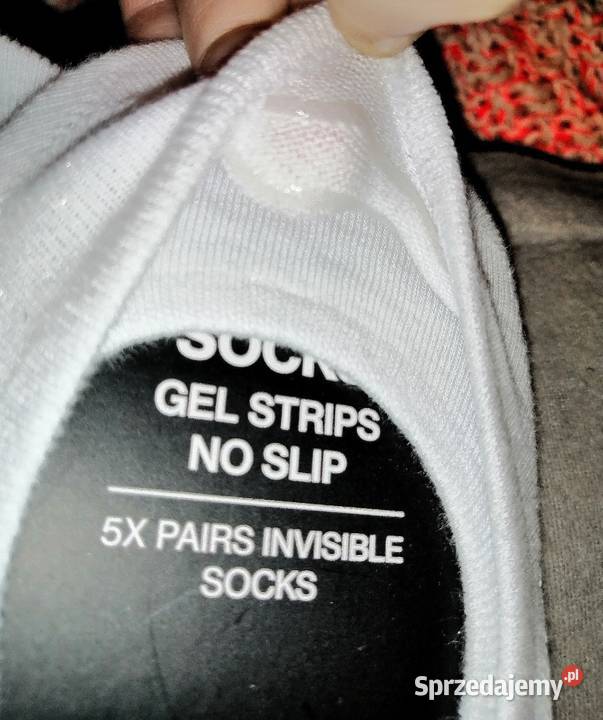 GEL STRIPS
NO SLIP
5X PAIRS INVISIBLE
SOCKS
Sprzedajemy.pl